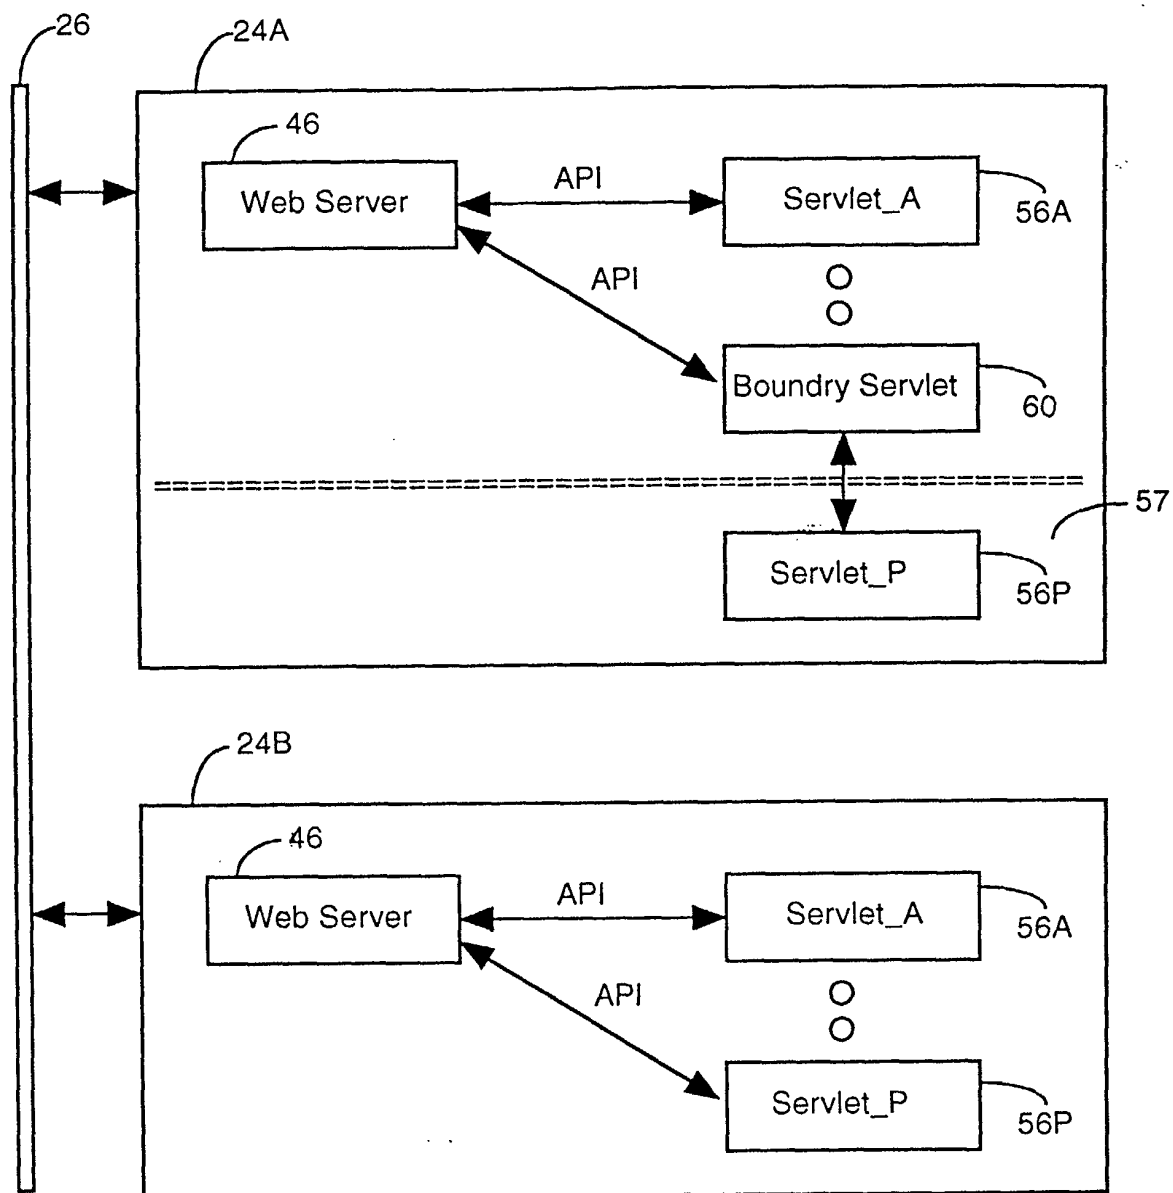 26
24A
46
Web Server
API
Servlet_A
56A
API
Boundry Servlet
60
57
Servlet_P
56P
24B
46
Web Server
API
Servlet_A
56A
API
Servlet_P
56P